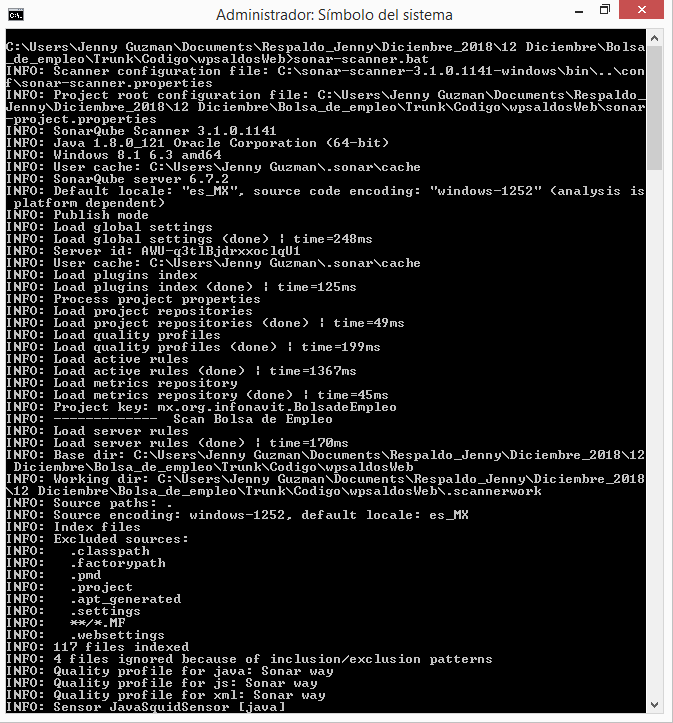 Administrador: Símbolo del sistema
C:\Users\Jenny Guzman\Documents\Respaldo_Jenny\Diciembre_2018\12 Diciembre\Bolsa
_de_empleo\Trunk\Codigo\wpsaldosWeb>sonar-scanner.bat
INFO: Scanner configuration file: C:\sonar-scanner-3.1.0.1141-windows\bin\..\con
f\sonar-scanner.properties
INFO: Project root configuration file: C:\Users\Jenny Guzman\Documents\Respaldo_
Jenny\Diciembre_2018\12 Diciembre\Bolsa_de_empleo\Trunk\Codigo\wpsaldosWeb\sonar
-project.properties
INFO: SonarQube Scanner 3.1.0.1141
INFO: Java 1.8.0_121 Oracle Corporation (64-bit)
INFO: Windows 8.1 6.3 amd64
INFO: User cache: C:\Users\Jenny Guzman\.sonar\cache
INFO: SonarQube server 6.7.2
INFO: Default locale: "es_MX", source code encoding: "windows-1252" (analysis is
 platform dependent)
INFO: Publish mode
INFO: Load global settings
INFO: Load global settings (done) | time=248ms
INFO: Server id: AWU-q3tlBjdrxxoclqU1
INFO: User cache: C:\Users\Jenny Guzman\.sonar\cache
INFO: Load plugins index
INFO: Load plugins index (done) | time=125ms
INFO: Process project properties
INFO: Load project repositories
INFO: Load project repositories (done) | time=49ms
INFO: Load quality profiles
INFO: Load quality profiles (done) | time=199ms
INFO: Load active rules
INFO: Load active rules (done) | time=1367ms
INFO: Load metrics repository
INFO: Load metrics repository (done) | time=45ms
INFO: Project key: mx.org.infonavit.BolsadeEmpleo
INFO: -------------  Scan Bolsa de Empleo
INFO: Load server rules
INFO: Load server rules (done) | time=170ms
INFO: Base dir: C:\Users\Jenny Guzman\Documents\Respaldo_Jenny\Diciembre_2018\12
 Diciembre\Bolsa_de_empleo\Trunk\Codigo\wpsaldosWeb
INFO: Working dir: C:\Users\Jenny Guzman\Documents\Respaldo_Jenny\Diciembre_2018
\12 Diciembre\Bolsa_de_empleo\Trunk\Codigo\wpsaldosWeb\.scannerwork
INFO: Source paths: .
INFO: Source encoding: windows-1252, default locale: es_MX
INFO: Index files
INFO: Excluded sources:
INFO:   .classpath
INFO:   .factorypath
INFO:   .pmd
INFO:   .project
INFO:   .apt_generated
INFO:   .settings
INFO:   **/*.MF
INFO:   .websettings
INFO: 117 files indexed
INFO: 4 files ignored because of inclusion/exclusion patterns
INFO: Quality profile for java: Sonar way
INFO: Quality profile for js: Sonar way
INFO: Quality profile for xml: Sonar way
INFO: Sensor JavaSquidSensor [java]